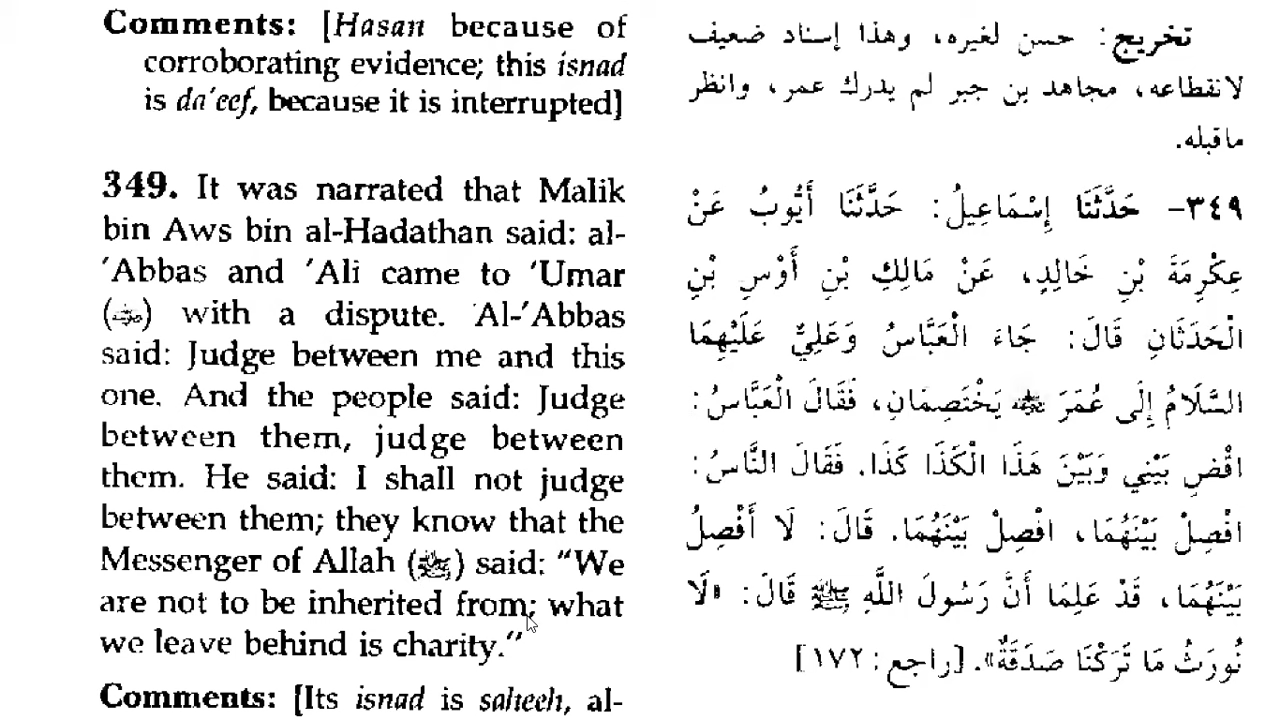 Comments: [Hasan because of
corroborating evidence; this isnad
is da'eef, because it is interrupted]
349. It was narrated that Malik
bin Aws bin al-Hadathan said: al-
'Abbas and 'Ali came to 'Umar
(رضي الله عنه) with a dispute. Al-'Abbas
said: Judge between me and this
one. And the people said: Judge
between them, judge between
them. He said: I shall not judge
between them; they know that the
Messenger of Allah (ﷺ) said: "We
are not to be inherited from; what
we leave behind is charity."
Comments: [Its isnad is saheeh, al-
تخريج: حسن لغيره، وهذا إسناد ضعيف
لانقطاعه، مجاهد بن جبر لم يدرك عمر، وانظر
ماقبله.
٣٤٩- حَدَّثَنَا إِسْمَاعِيلُ: حَدَّثَنَا أَيُّوبُ عَنْ
عِكْرِمَةَ بْنِ خَالِدٍ، عَنْ مَالِكِ بْنِ أَوْسِ بْنِ
الْحَدَثَانِ قَالَ: جَاءَ الْعَبَّاسُ وَعَلِيٌّ عَلَيْهِمَا
السَّلَامُ إِلَى عُمَرَ رضي الله عنه يَخْتَصِمَانِ، فَقَالَ الْعَبَّاسُ:
اقْضِ بَيْنِي وَبَيْنَ هَذَا الْكَذَا كَذَا. فَقَالَ النَّاسُ:
افْصِلْ بَيْنَهُمَا، افْصِلْ بَيْنَهُمَا. قَالَ: لَا أَفْصِلُ
بَيْنَهُمَا، قَدْ عَلِمَا أَنَّ رَسُولَ اللَّهِ ﷺ قَالَ: «لَا
نُورَثُ مَا تَرَكْنَا صَدَقَةٌ». [راجع: ١٧٢]